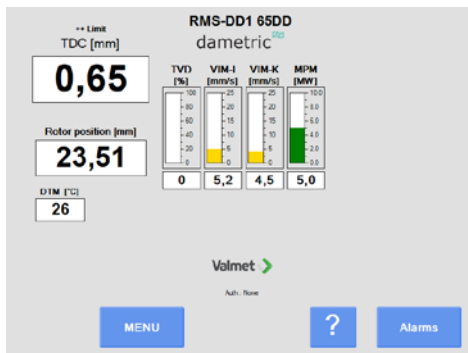 RMS-DD1 65DD
dametric
↔ Limit
TDC [mm]
0,65
Rotor position [mm]
23,51
DTM [°C]
26
TVD VIM-I VIM-K MPM
[%] [mm/s] [mm/s] [MW]
100 25 25 10.0
80 20 20 8.0
60 15 15 6.0
40 10 10 4.0
20 5 5 2.0
0 0 0 0.0
0 5,2 4,5 5,0
Valmet
Auth.: None
MENU ? Alarms